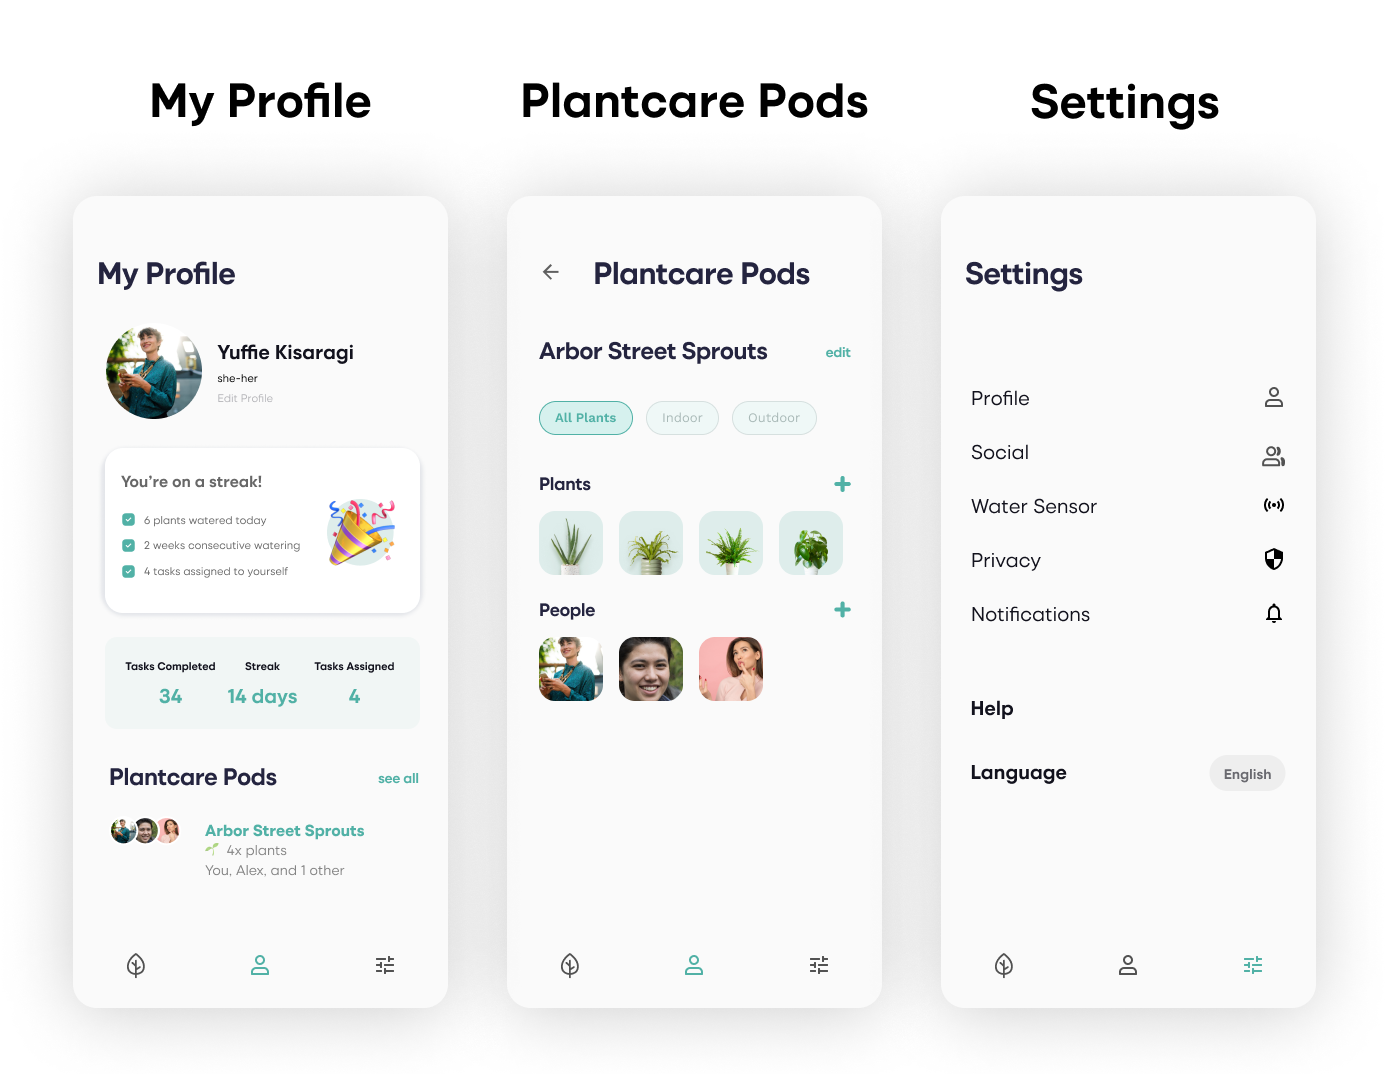 My Profile
Plantcare Pods
Settings
My Profile
Yuffie Kisaragi
she-her
Edit Profile
You're on a streak!
6 plants watered today
2 weeks consecutive watering
4 tasks assigned to yourself
Tasks Completed Streak Tasks Assigned
34 14 days 4
Plantcare Pods see all
Arbor Street Sprouts
4x plants
You, Alex, and 1 other
Plantcare Pods
Arbor Street Sprouts edit
All Plants Indoor Outdoor
Plants
People
Settings
Profile
Social
Water Sensor
Privacy
Notifications
Help
Language English